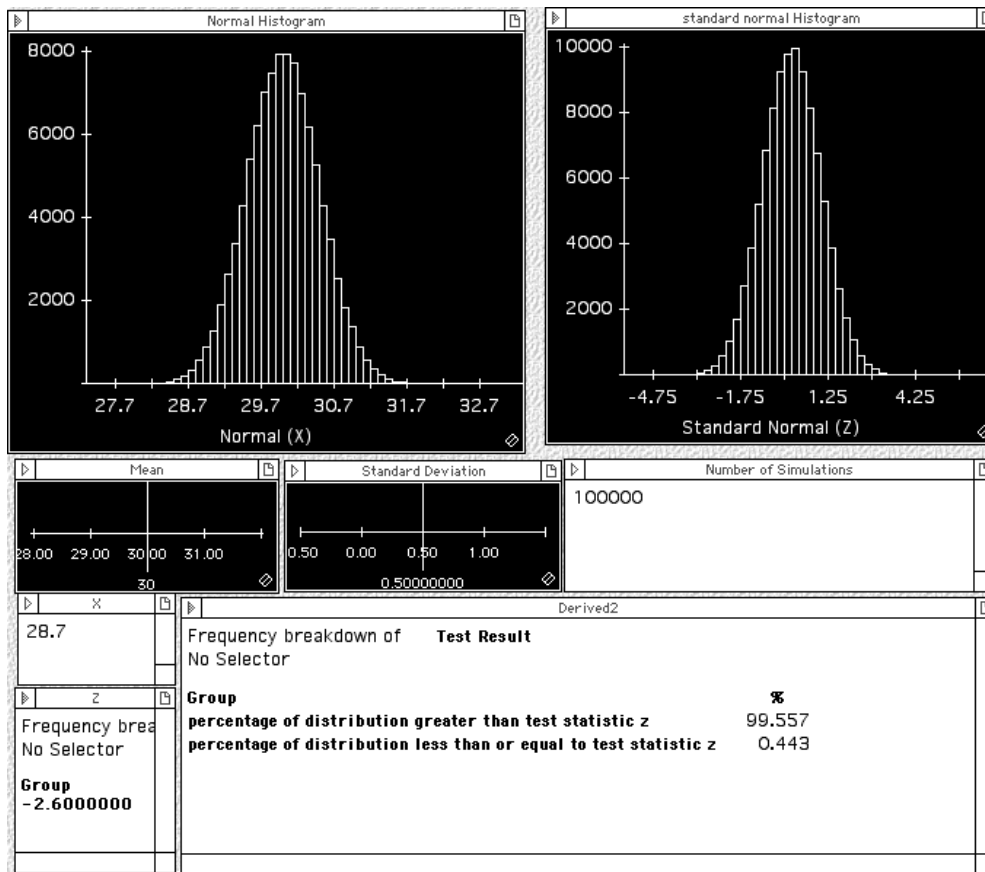 Normal Histogram
8000
6000
4000
2000
27.7 28.7 29.7 30.7 31.7 32.7
Normal (X)
standard normal Histogram
10000
8000
6000
4000
2000
-4.75 -1.75 1.25 4.25
Standard Normal (Z)
Mean
28.00 29.00 30.00 31.00
30
Standard Deviation
0.50 0.00 0.50 1.00
0.50000000
Number of Simulations
100000
X
28.7
Z
Frequency brea
No Selector
Group
-2.6000000
Derived2
Frequency breakdown of Test Result
No Selector
Group %
percentage of distribution greater than test statistic z 99.557
percentage of distribution less than or equal to test statistic z 0.443